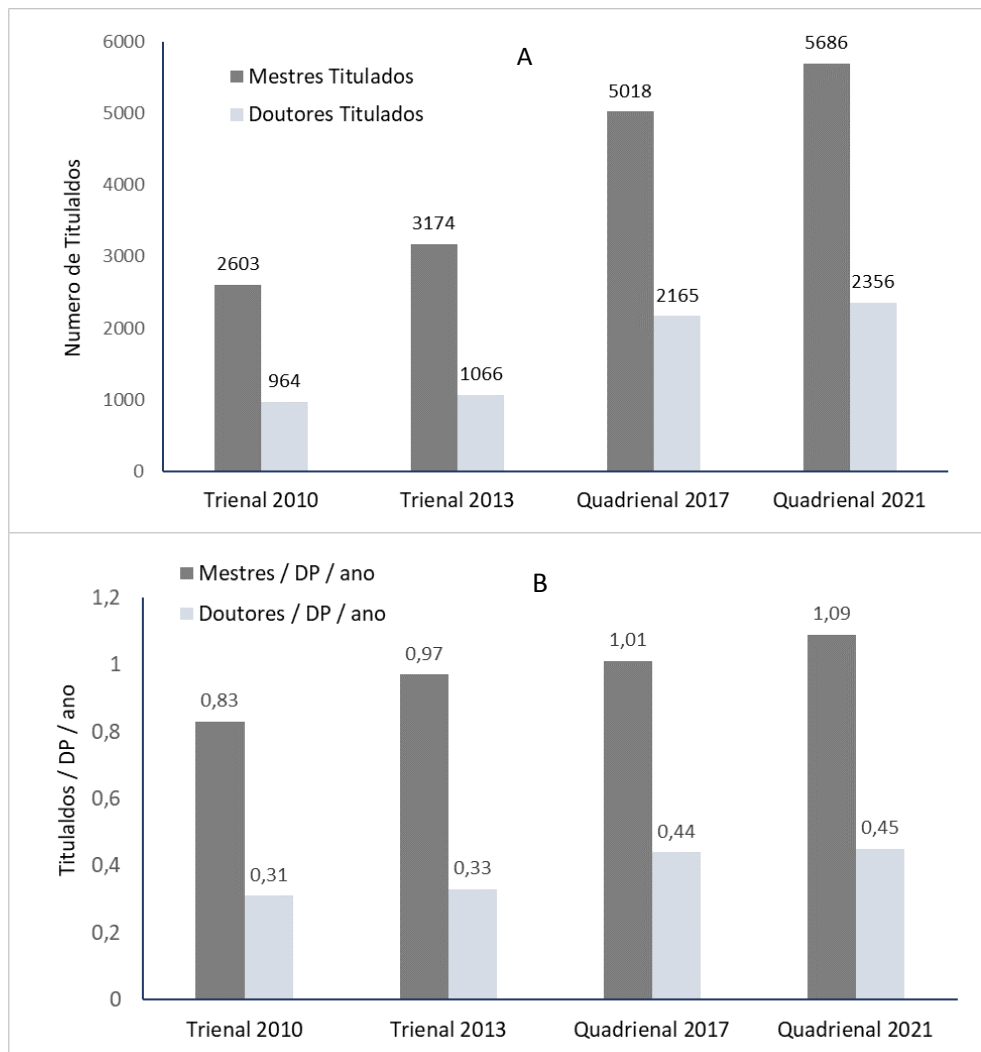 6000
A
5686
Mestres Titulados
5018
Doutores Titulados
5000
4000
3174
3000
2603
2356
2165
2000
1066
964
1000
0
Numero de Titulaldos
Trienal 2010
Trienal 2013
Quadrienal 2017
Quadrienal 2021
Mestres / DP / ano
B
1,2
Doutores / DP / ano
1,09
1,01
0,97
1
0,83
0,8
0,6
0,44
0,45
0,4
0,31
0,33
0,2
0
Titulaldos / DP / ano
Trienal 2010
Trienal 2013
Quadrienal 2017
Quadrienal 2021